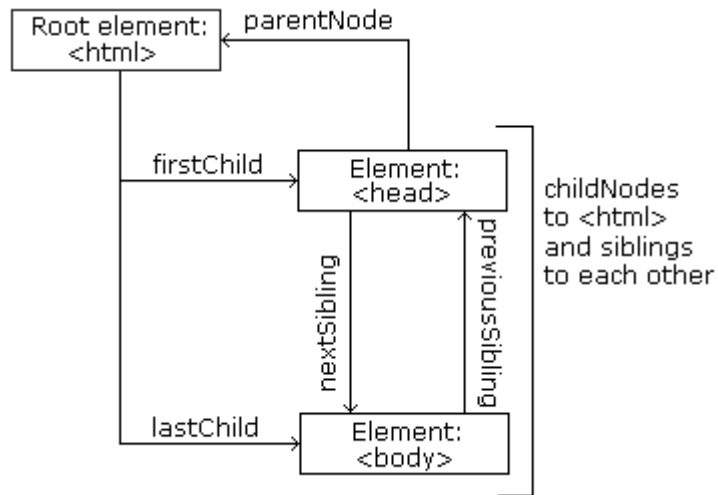 Root element:
<html>
parentNode
firstChild
Element:
<head>
childNodes
to <html>
and siblings
to each other
nextSibling
previousSibling
lastChild
Element:
<body>